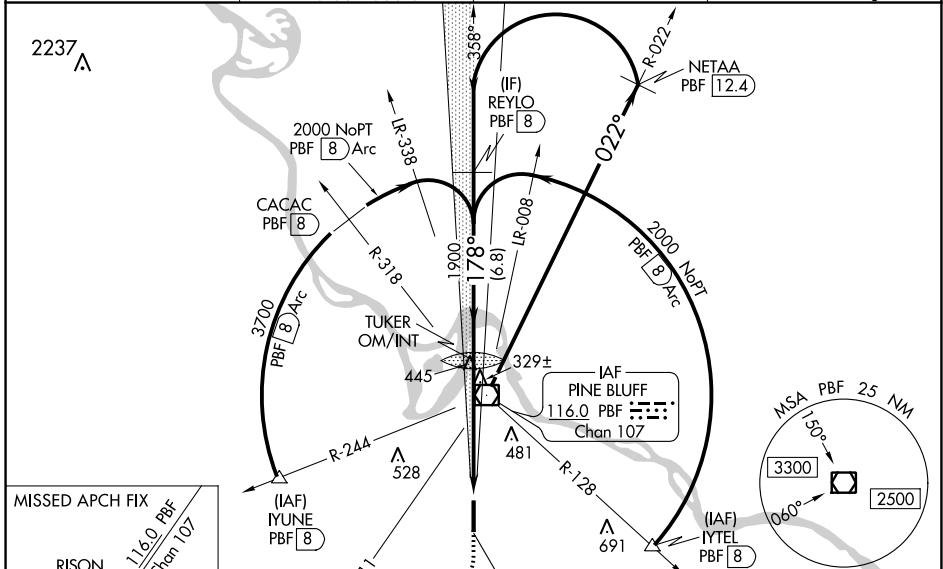 2237
358°
R-022
NETAA
PBF 12.4
(IF)
REYLO
PBF 8
2000 NoPT
PBF 8 Arc
LR-338
022°
CACAC
PBF 8
LR-008
R-318
1900
178°
(6.8)
2000 NoPT
PBF 8 Arc
3700
PBF 8 Arc
TUKER
OM/INT
445
329±
IAF
PINE BLUFF
116.0 PBF
Chan 107
MSA PBF 25 NM
150°
3300
2500
060°
R-244
528
481
R-128
(IAF)
IYUNE
PBF 8
691
(IAF)
IYTEL
PBF 8
MISSED APCH FIX
116.0 PBF
Chan 107
RISON